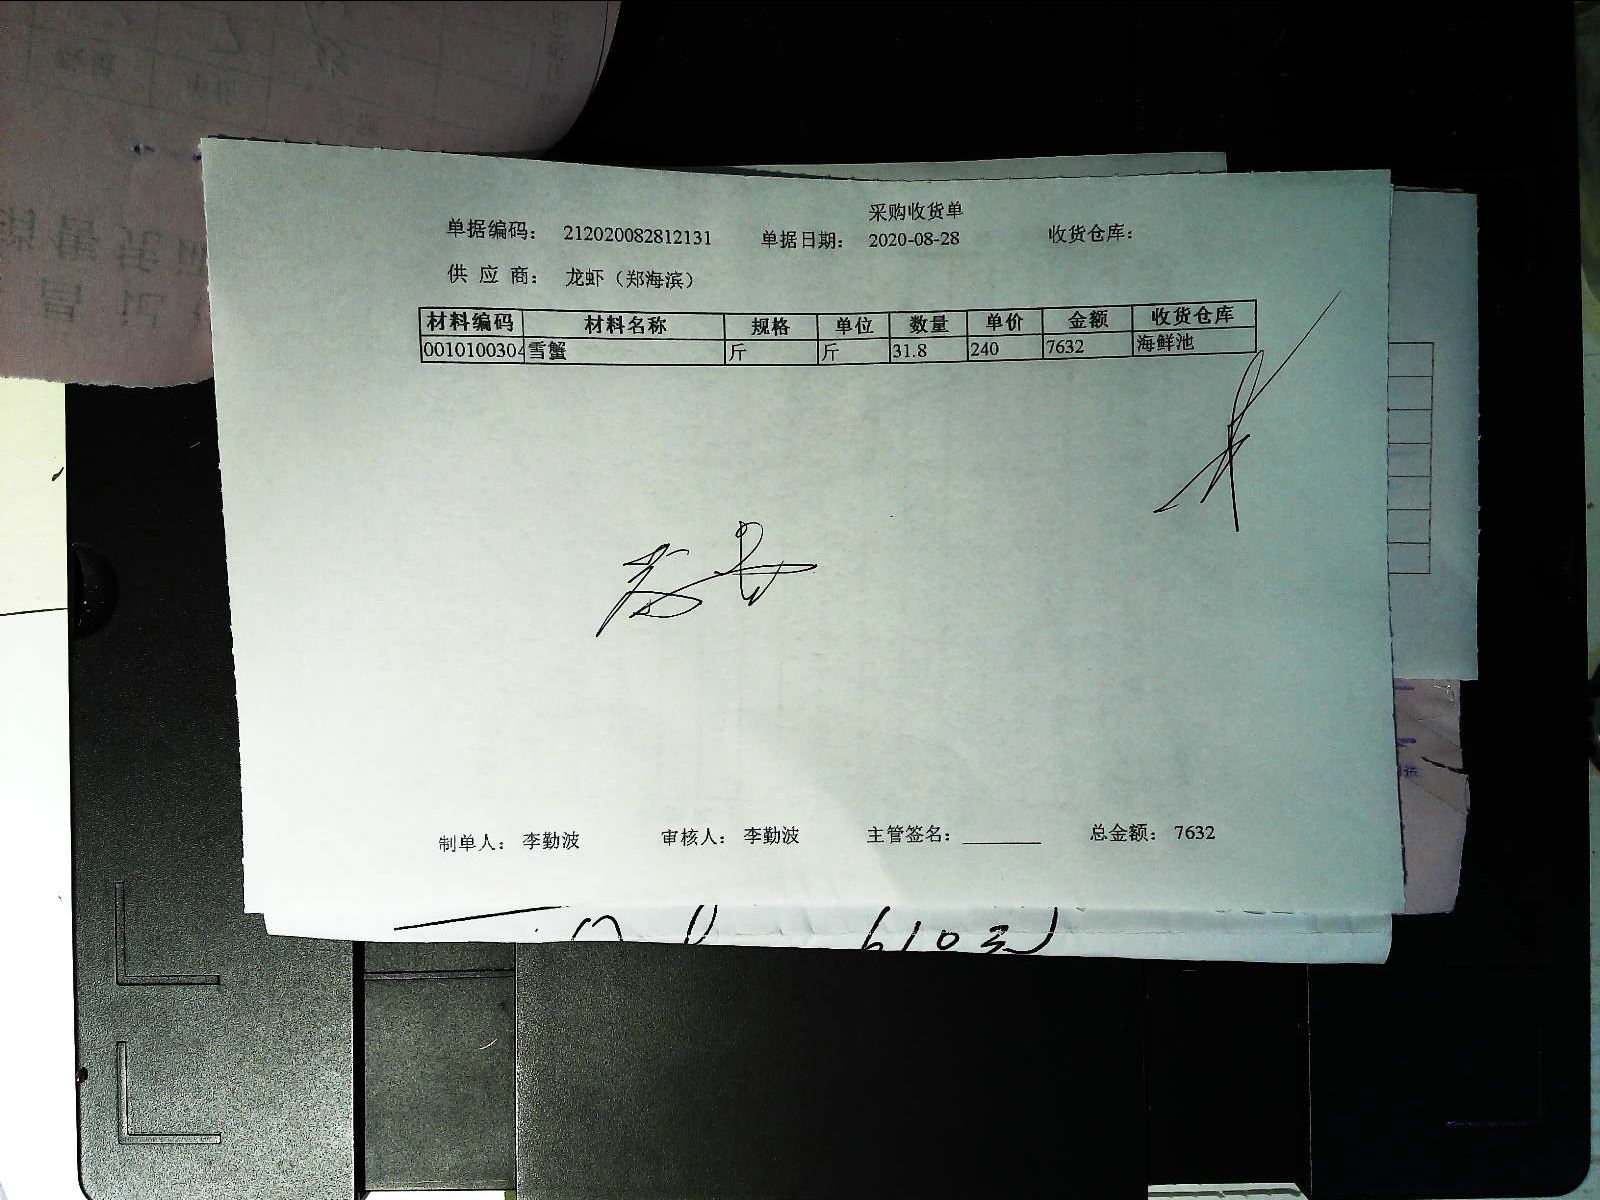 采购收货单
单据编码： 212020082812131 单据日期： 2020-08-28 收货仓库：
供 应 商： 龙虾（郑海滨）
材料编码 材料名称 规格 单位 数量 单价 金额 收货仓库
0010100304 雪蟹 斤 斤 31.8 240 7632 海鲜池
制单人： 李勤波 审核人： 李勤波 主管签名：________ 总金额： 7632